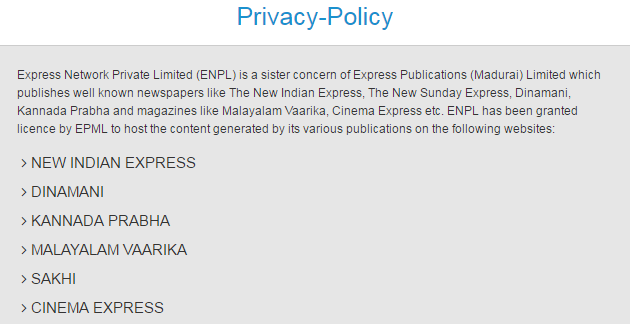 Privacy-Policy
Express Network Private Limited (ENPL) is a sister concern of Express Publications (Madurai) Limited which
publishes well known newspapers like The New Indian Express, The New Sunday Express, Dinamani,
Kannada Prabha and magazines like Malayalam Vaarika, Cinema Express etc. ENPL has been granted
licence by EPML to host the content generated by its various publications on the following websites:
> NEW INDIAN EXPRESS
> DINAMANI
> KANNADA PRABHA
> MALAYALAM VAARIKA
> SAKHI
> CINEMA EXPRESS